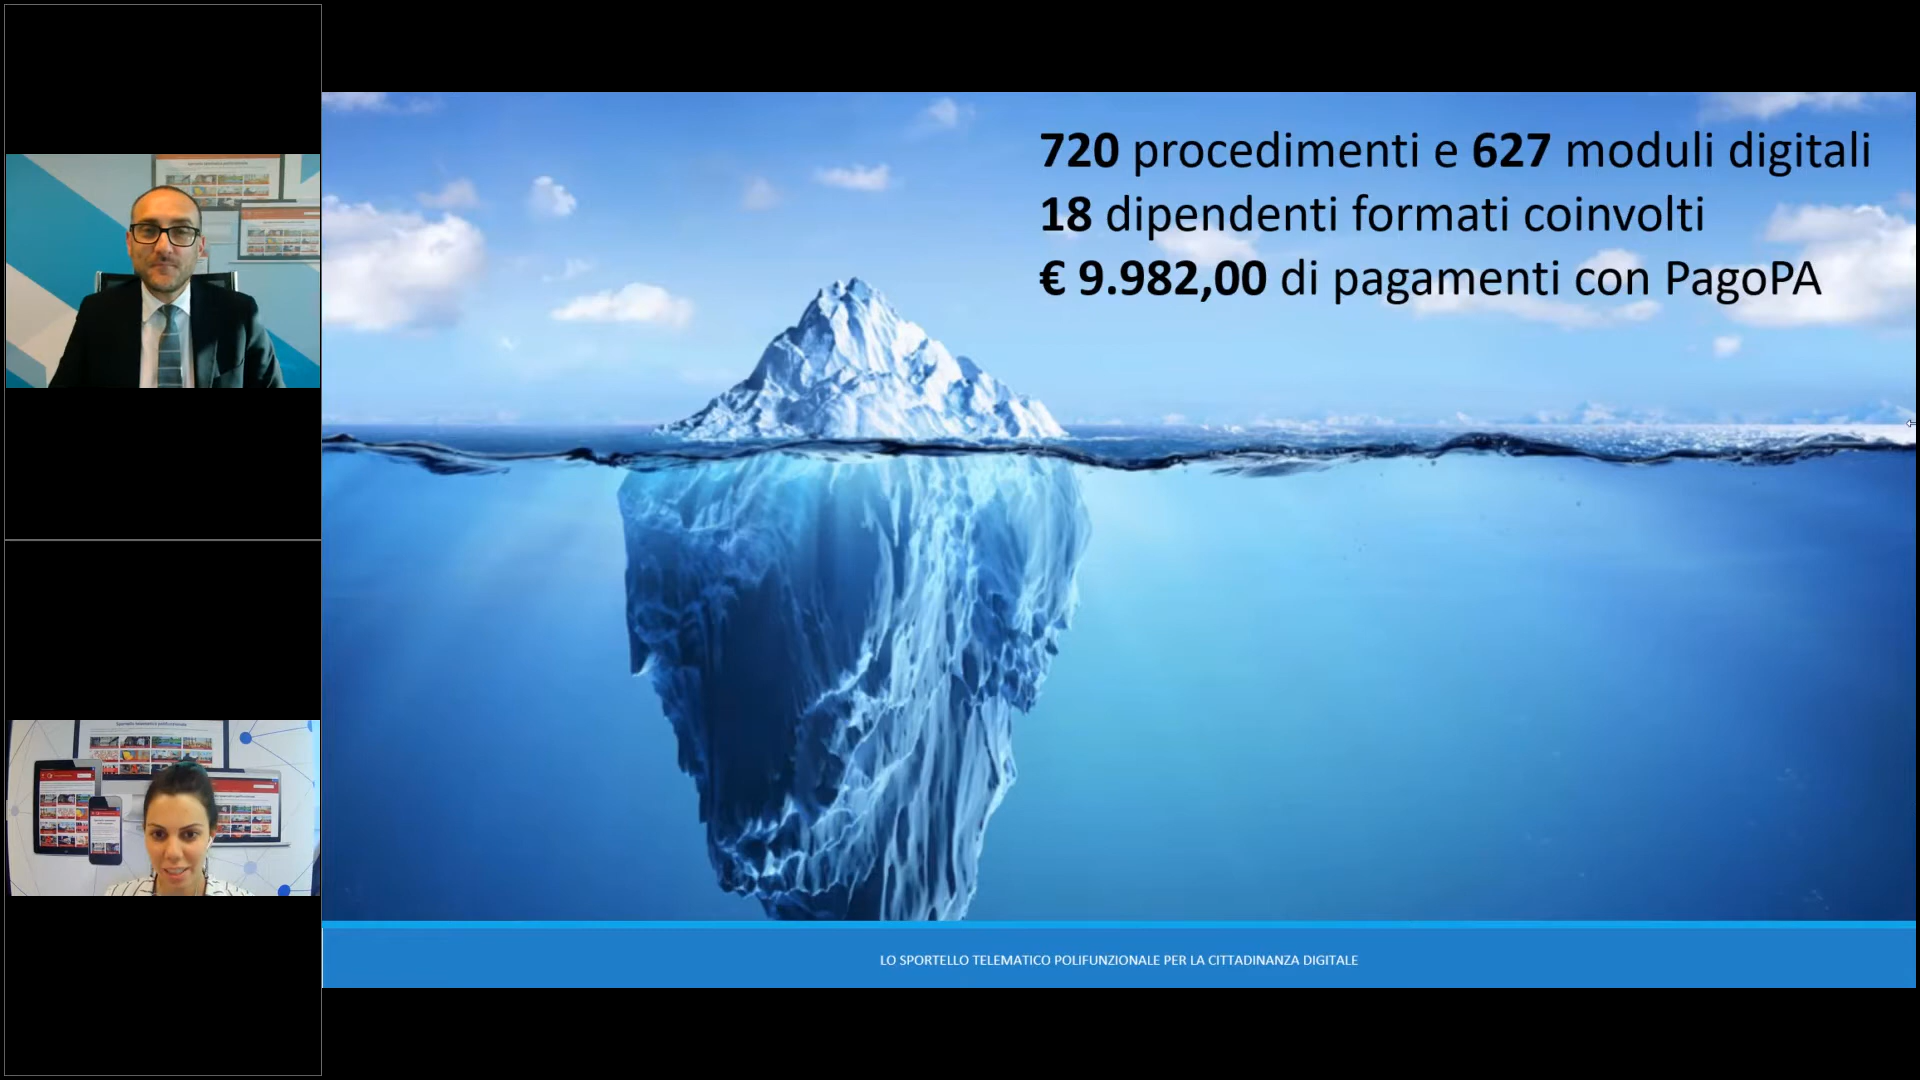 720 procedimenti e 627 moduli digitali
18 dipendenti formati coinvolti
€ 9.982,00 di pagamenti con PagoPA
LO SPORTELLO TELEMATICO POLIFUNZIONALE PER LA CITTADINANZA DIGITALE